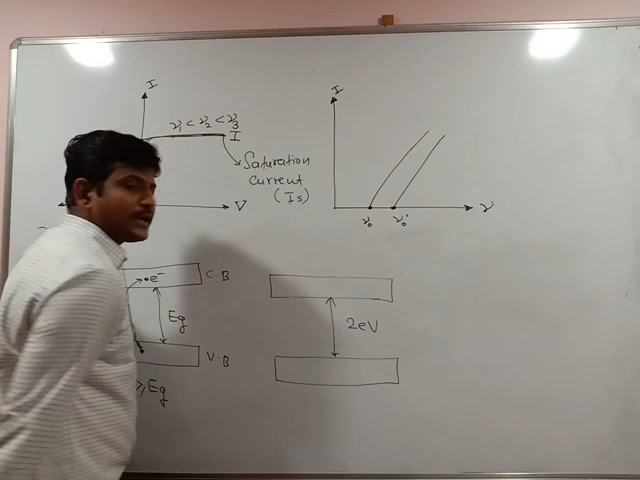 I
ν₁ < ν₂ < ν₃
I
Saturation
current
(Is)
V
I
ν₀
ν₀'
ν
e⁻
C B
Eg
V.B
≥ Eg
2eV